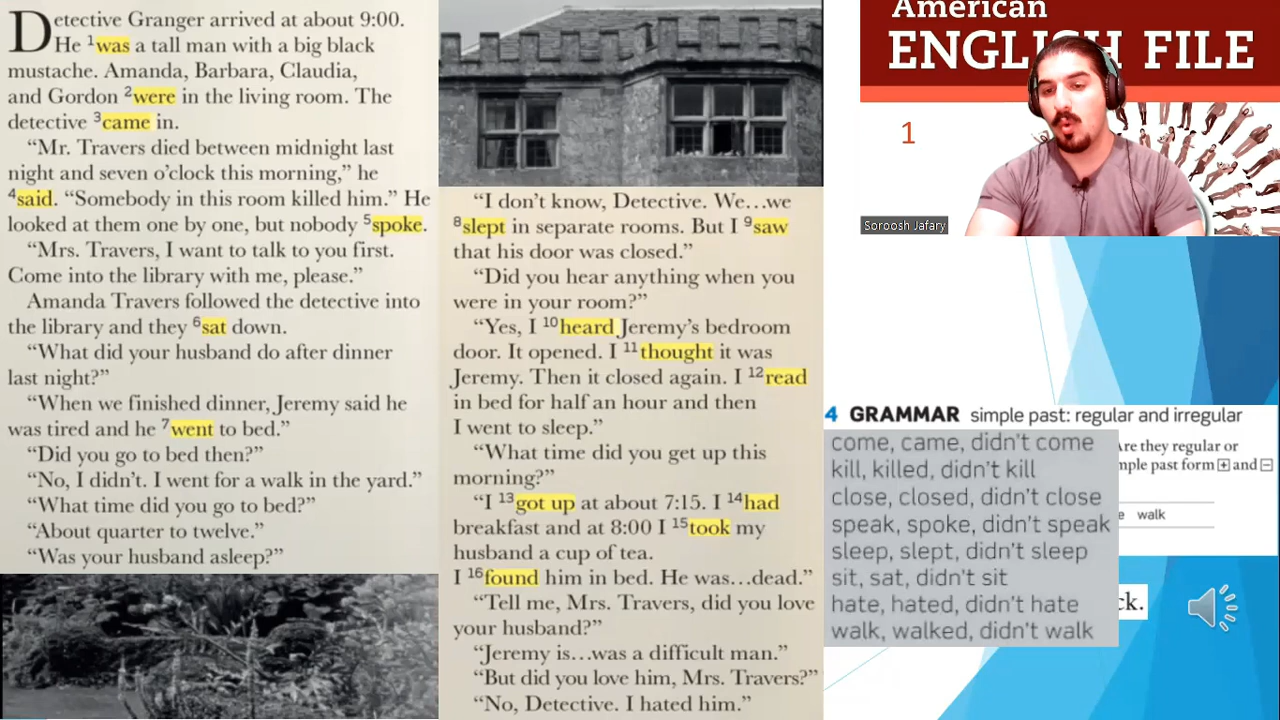 Detective Granger arrived at about 9:00.
He ¹was a tall man with a big black
mustache. Amanda, Barbara, Claudia,
and Gordon ²were in the living room. The
detective ³came in.
“Mr. Travers died between midnight last
night and seven o’clock this morning,” he
⁴said. “Somebody in this room killed him.” He
looked at them one by one, but nobody ⁵spoke.
“Mrs. Travers, I want to talk to you first.
Come into the library with me, please.”
Amanda Travers followed the detective into
the library and they ⁶sat down.
“What did your husband do after dinner
last night?”
“When we finished dinner, Jeremy said he
was tired and he ⁷went to bed.”
“Did you go to bed then?”
“No, I didn’t. I went for a walk in the yard.”
“What time did you go to bed?”
“About quarter to twelve.”
“Was your husband asleep?”
“I don’t know, Detective. We…we
⁸slept in separate rooms. But I ⁹saw
that his door was closed.”
“Did you hear anything when you
were in your room?”
“Yes, I ¹⁰heard Jeremy’s bedroom
door. It opened. I ¹¹thought it was
Jeremy. Then it closed again. I ¹²read
in bed for half an hour and then
I went to sleep.”
“What time did you get up this
morning?”
“I ¹³got up at about 7:15. I ¹⁴had
breakfast and at 8:00 I ¹⁵took my
husband a cup of tea.
I ¹⁶found him in bed. He was…dead.”
“Tell me, Mrs. Travers, did you love
your husband?”
“Jeremy is…was a difficult man.”
“But did you love him, Mrs. Travers?”
“No, Detective. I hated him.”
American
ENGLISH FILE
1
Soroosh Jafary
4 GRAMMAR simple past: regular and irregular
come, came, didn’t come
kill, killed, didn’t kill
close, closed, didn’t close
speak, spoke, didn’t speak
sleep, slept, didn’t sleep
sit, sat, didn’t sit
hate, hated, didn’t hate
walk, walked, didn’t walk
Are they regular or
past form + and −
walk
ck.